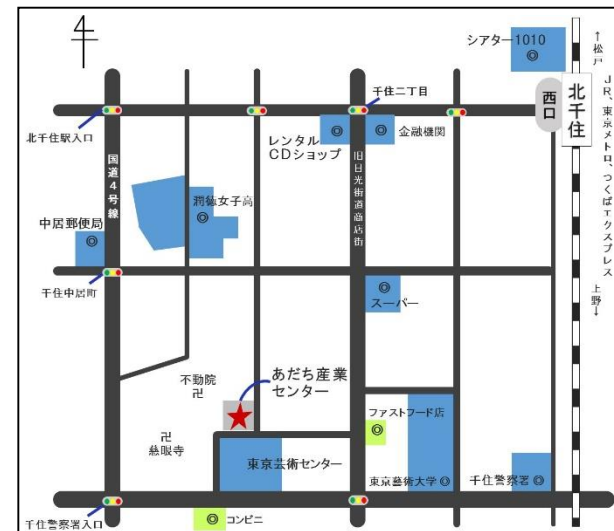 シアター1010
↑松戸
北千住
西口
JR、東京メトロ、つくばエクスプレス
上野↓
千住二丁目
北千住駅入口
レンタル
CDショップ
金融機関
国道4号線
旧日光街道商店街
潤徳女子高
中居郵便局
千住中居町
スーパー
不動院
卍
あだち産業
センター
卍
慈眼寺
ファストフード店
東京芸術センター
東京藝術大学
千住警察署
千住警察署入口
コンビニ